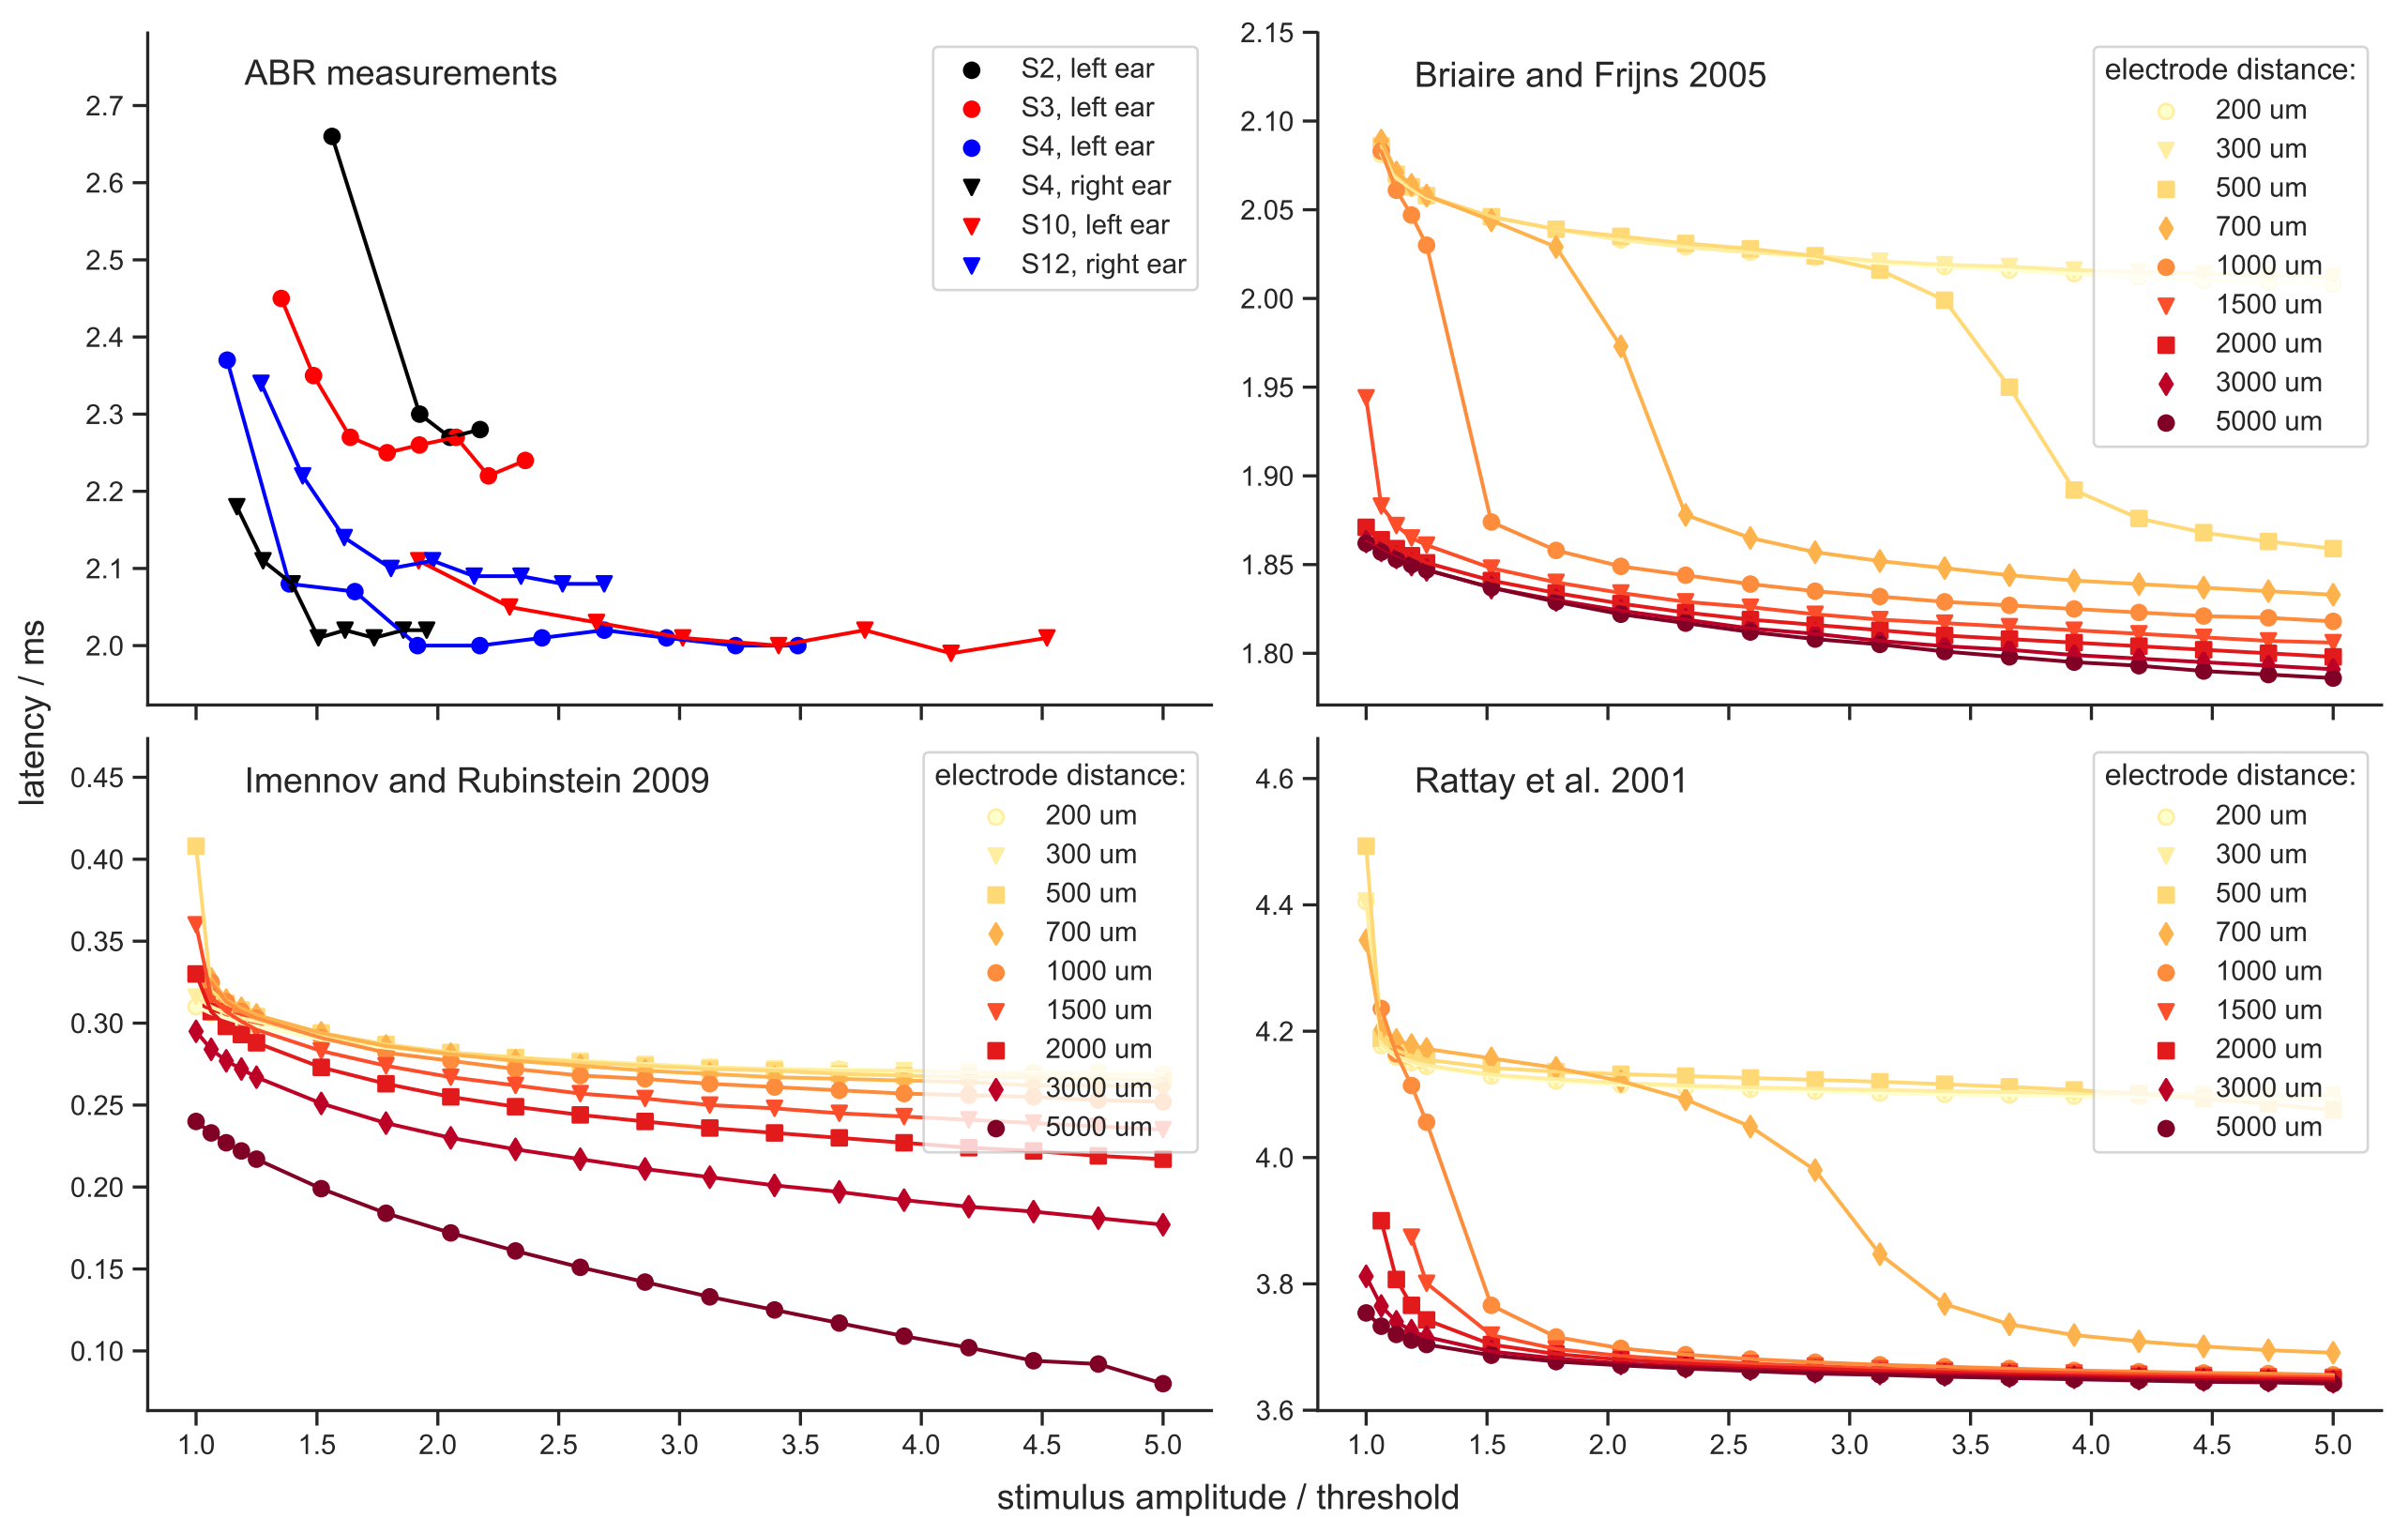 ABR measurements
S2, left ear
S3, left ear
S4, left ear
S4, right ear
S10, left ear
S12, right ear
2.7
2.6
2.5
2.4
2.3
2.2
2.1
2.0
Briaire and Frijns 2005
electrode distance:
200 um
300 um
500 um
700 um
1000 um
1500 um
2000 um
3000 um
5000 um
2.15
2.10
2.05
2.00
1.95
1.90
1.85
1.80
latency / ms
Imennov and Rubinstein 2009
electrode distance:
200 um
300 um
500 um
700 um
1000 um
1500 um
2000 um
3000 um
5000 um
0.45
0.40
0.35
0.30
0.25
0.20
0.15
0.10
1.0 1.5 2.0 2.5 3.0 3.5 4.0 4.5 5.0
Rattay et al. 2001
electrode distance:
200 um
300 um
500 um
700 um
1000 um
1500 um
2000 um
3000 um
5000 um
4.6
4.4
4.2
4.0
3.8
3.6
1.0 1.5 2.0 2.5 3.0 3.5 4.0 4.5 5.0
stimulus amplitude / threshold